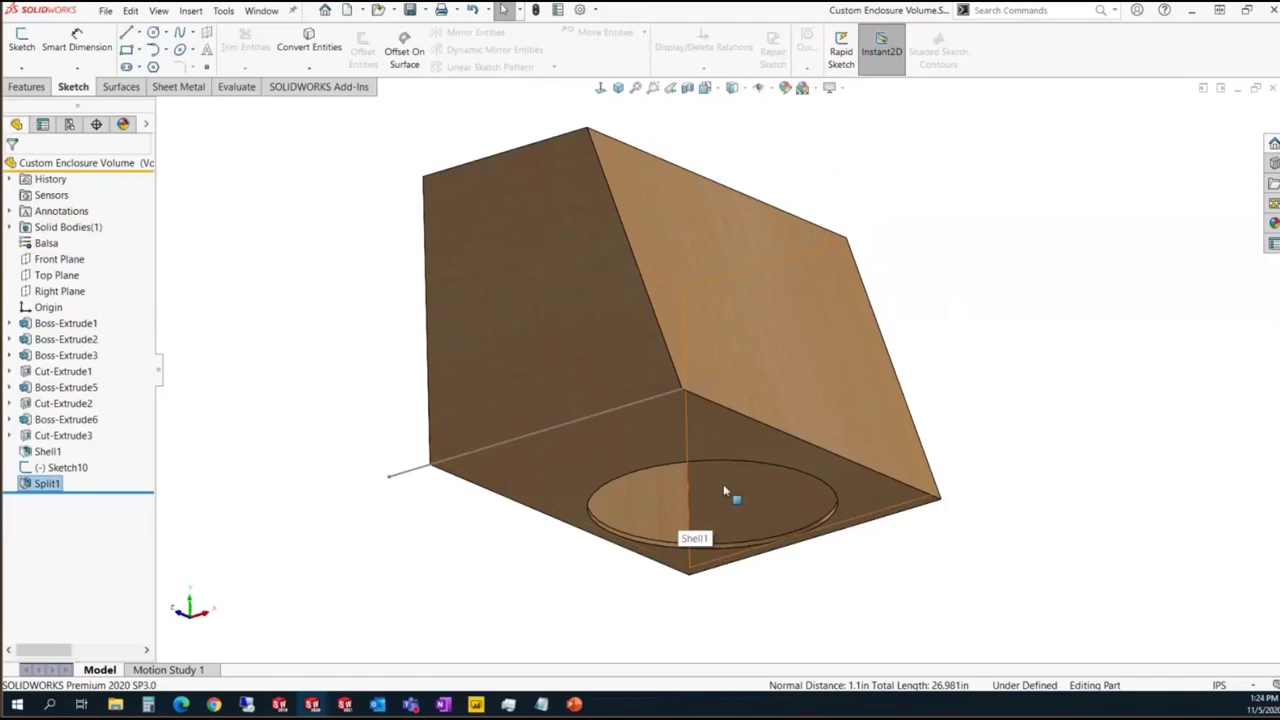 SOLIDWORKS
File
Edit
View
Insert
Tools
Window
Custom Enclosure Volume.S...
Search Commands
Sketch
Smart Dimension
Trim Entities
Convert Entities
Offset Entities
Offset On Surface
Mirror Entities
Dynamic Mirror Entities
Linear Sketch Pattern
Move Entities
Display/Delete Relations
Repair Sketch
Qui...
Rapid Sketch
Instant2D
Shaded Sketch Contours
Features
Sketch
Surfaces
Sheet Metal
Evaluate
SOLIDWORKS Add-Ins
Custom Enclosure Volume (Vc
History
Sensors
Annotations
Solid Bodies(1)
Balsa
Front Plane
Top Plane
Right Plane
Origin
Boss-Extrude1
Boss-Extrude2
Boss-Extrude3
Cut-Extrude1
Boss-Extrude5
Cut-Extrude2
Boss-Extrude6
Cut-Extrude3
Shell1
(-) Sketch10
Split1
Shell1
Model
Motion Study 1
SOLIDWORKS Premium 2020 SP3.0
Normal Distance: 1.1in Total Length: 26.981in
Under Defined
Editing Part
IPS
1:24 PM
11/5/2020